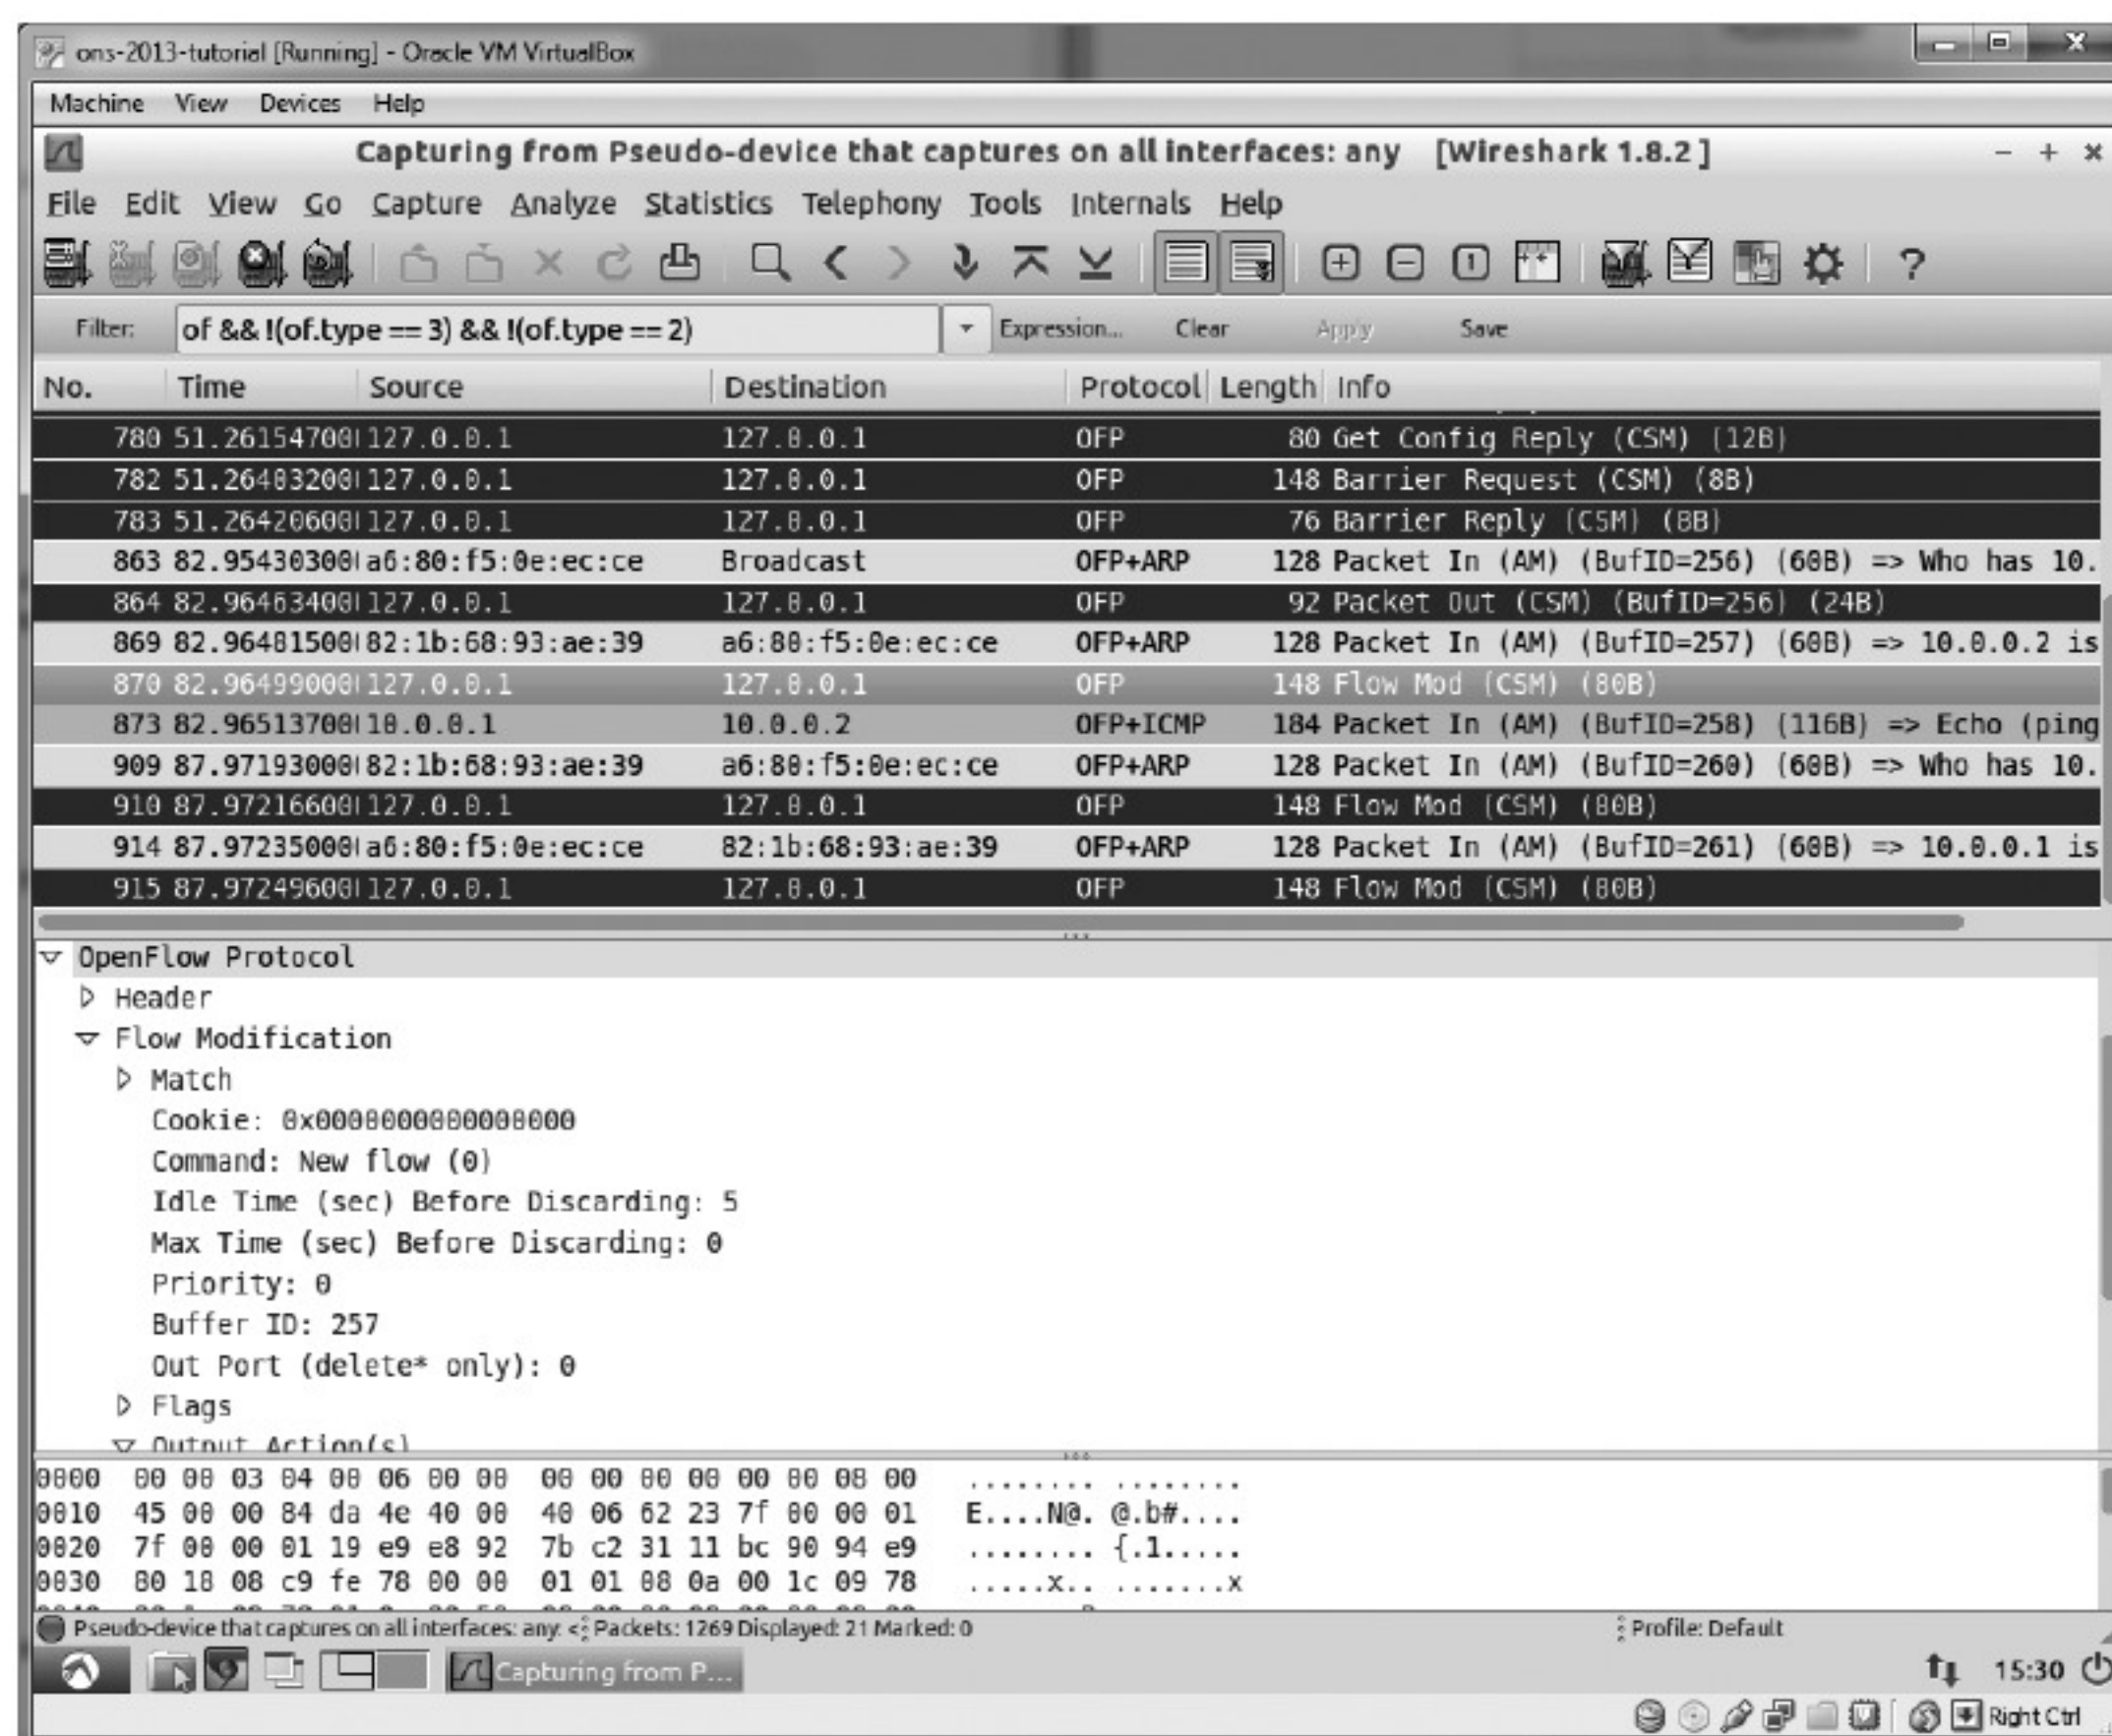 ons-2013-tutorial [Running] - Oracle VM VirtualBox
Machine View Devices Help
Capturing from Pseudo-device that captures on all interfaces: any [Wireshark 1.8.2 ]
File Edit View Go Capture Analyze Statistics Telephony Tools Internals Help
Filter: of && !(of.type == 3) && !(of.type == 2) Expression... Clear Apply Save
No. Time Source Destination Protocol Length Info
780 51.261547000 127.0.0.1 127.0.0.1 OFP 80 Get Config Reply (CSM) (12B)
782 51.264032000 127.0.0.1 127.0.0.1 OFP 148 Barrier Request (CSM) (8B)
783 51.264206000 127.0.0.1 127.0.0.1 OFP 76 Barrier Reply (CSM) (8B)
863 82.954303000 a6:80:f5:0e:ec:ce Broadcast OFP+ARP 128 Packet In (AM) (BufID=256) (60B) => Who has 10.
864 82.964634000 127.0.0.1 127.0.0.1 OFP 92 Packet Out (CSM) (BufID=256) (24B)
869 82.964815000 82:1b:68:93:ae:39 a6:80:f5:0e:ec:ce OFP+ARP 128 Packet In (AM) (BufID=257) (60B) => 10.0.0.2 is
870 82.964990000 127.0.0.1 127.0.0.1 OFP 148 Flow Mod (CSM) (80B)
873 82.965137000 10.0.0.1 10.0.0.2 OFP+ICMP 184 Packet In (AM) (BufID=258) (116B) => Echo (ping
909 87.971930000 82:1b:68:93:ae:39 a6:80:f5:0e:ec:ce OFP+ARP 128 Packet In (AM) (BufID=260) (60B) => Who has 10.
910 87.972166000 127.0.0.1 127.0.0.1 OFP 148 Flow Mod (CSM) (80B)
914 87.972350000 a6:80:f5:0e:ec:ce 82:1b:68:93:ae:39 OFP+ARP 128 Packet In (AM) (BufID=261) (60B) => 10.0.0.1 is
915 87.972496000 127.0.0.1 127.0.0.1 OFP 148 Flow Mod (CSM) (80B)
OpenFlow Protocol
Header
Flow Modification
Match
Cookie: 0x0000000000000000
Command: New flow (0)
Idle Time (sec) Before Discarding: 5
Max Time (sec) Before Discarding: 0
Priority: 0
Buffer ID: 257
Out Port (delete* only): 0
Flags
Output Action(s)
0000 00 00 03 04 00 06 00 00 00 00 00 00 00 00 08 00 ........ ........
0010 45 00 00 84 da 4e 40 00 40 06 62 23 7f 00 00 01 E....N@. @.b#....
0020 7f 00 00 01 19 e9 e8 92 7b c2 31 11 bc 90 94 e9 ........ {.1.....
0030 80 18 08 c9 fe 78 00 00 01 01 08 0a 00 1c 09 78 .....x.. .......x
Pseudo-device that captures on all interfaces: any: < Packets: 1269 Displayed: 21 Marked: 0 Profile: Default
Capturing from P... 15:30
Right Ctrl